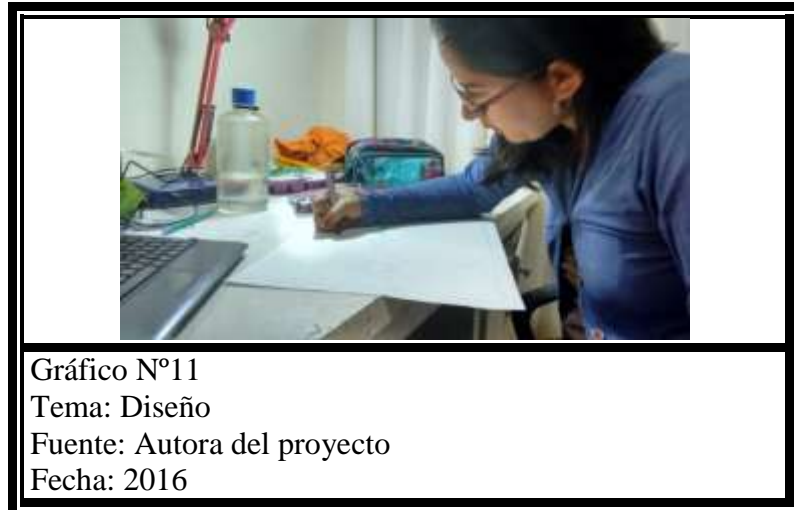 Gráfico Nº11
Tema: Diseño
Fuente: Autora del proyecto
Fecha: 2016